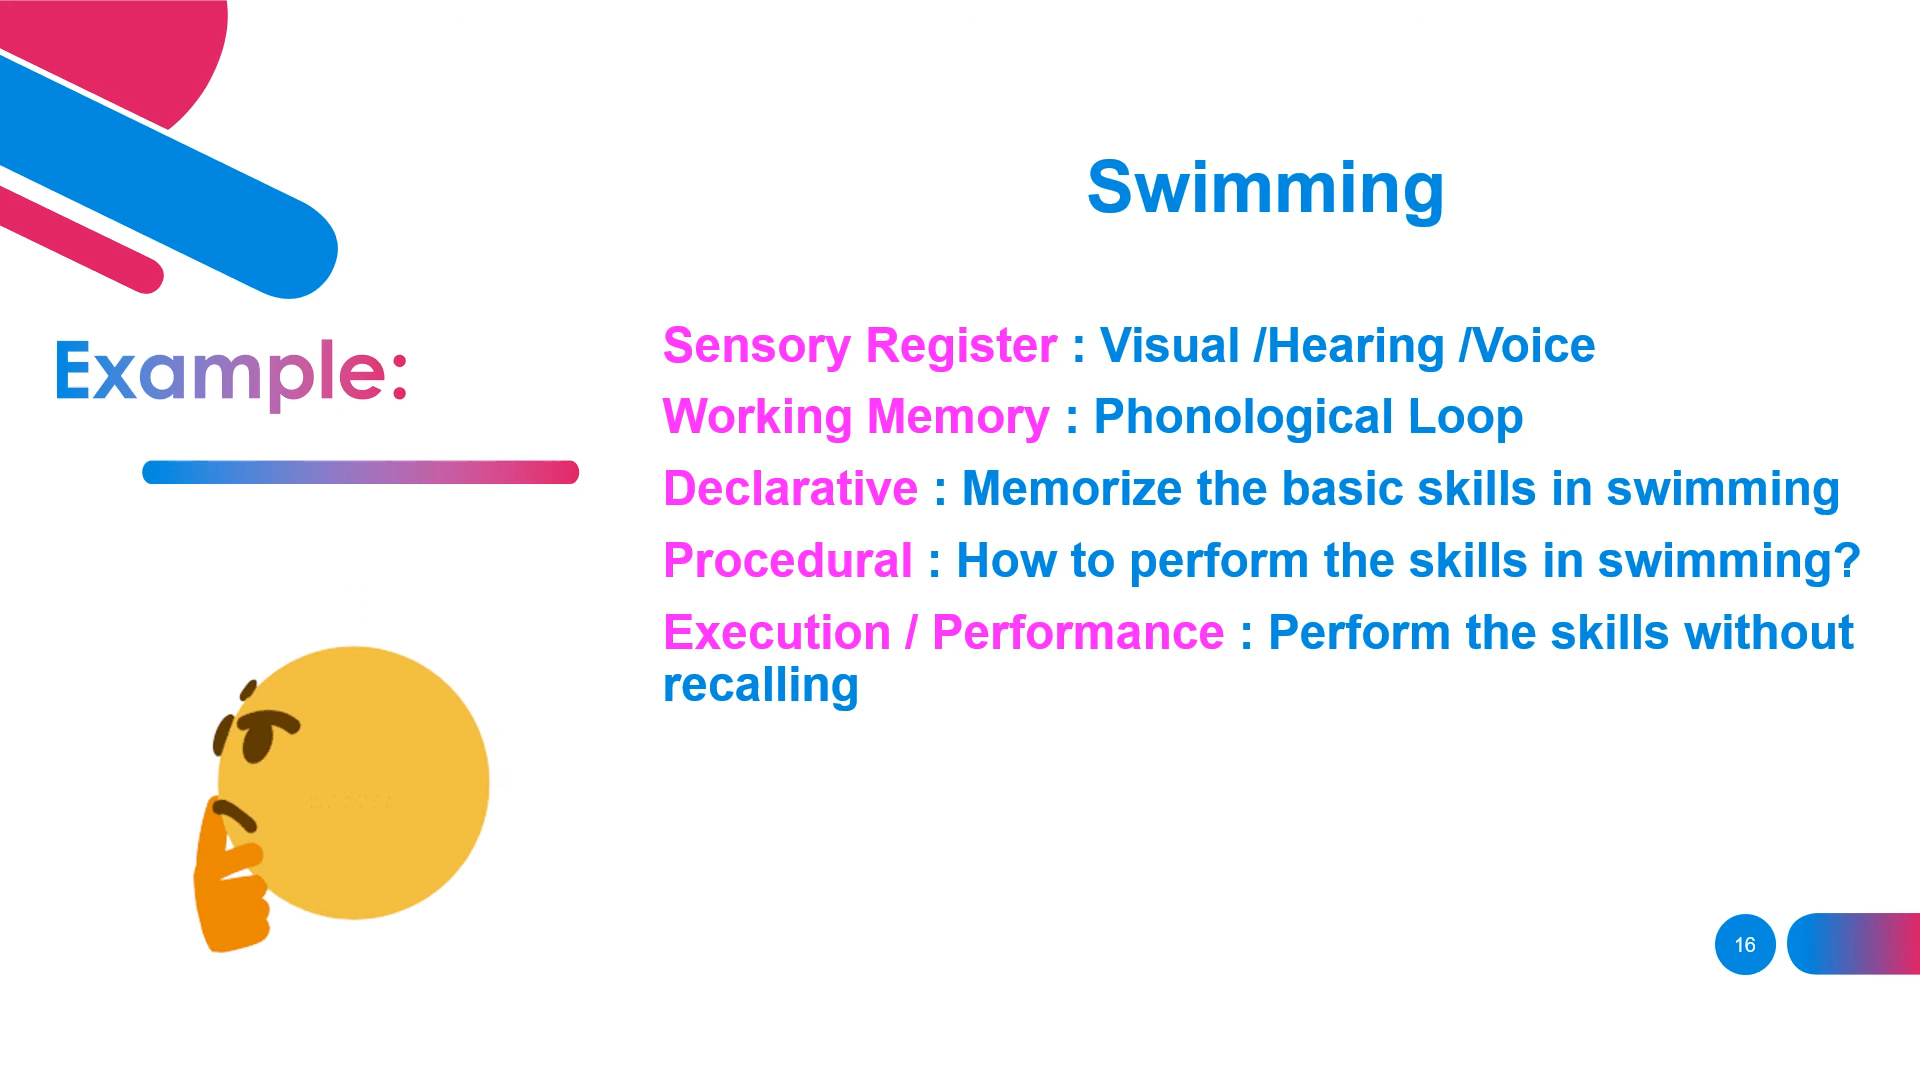 Swimming
Example:
Sensory Register : Visual /Hearing /Voice
Working Memory : Phonological Loop
Declarative : Memorize the basic skills in swimming
Procedural : How to perform the skills in swimming?
Execution / Performance : Perform the skills without
recalling
16